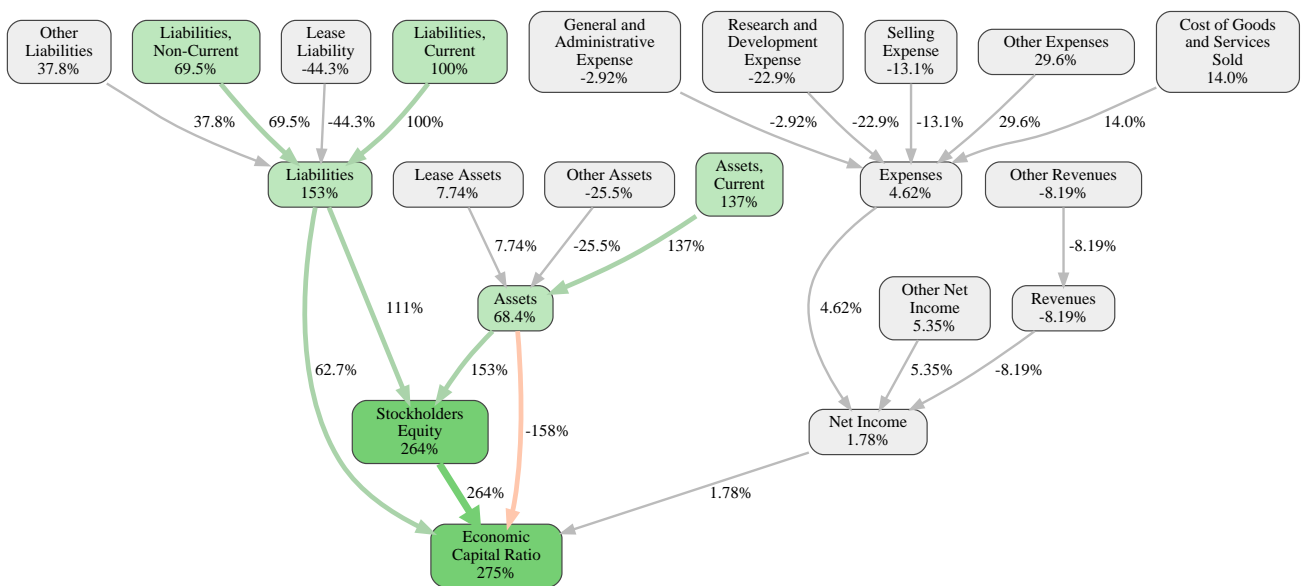 Other
Liabilities
37.8%
Liabilities,
Non-Current
69.5%
Lease
Liability
-44.3%
Liabilities,
Current
100%
General and
Administrative
Expense
-2.92%
Research and
Development
Expense
-22.9%
Selling
Expense
-13.1%
Other Expenses
29.6%
Cost of Goods
and Services
Sold
14.0%
37.8%
69.5%
-44.3%
100%
-2.92%
-22.9%
-13.1%
29.6%
14.0%
Liabilities
153%
Lease Assets
7.74%
Other Assets
-25.5%
Assets,
Current
137%
Expenses
4.62%
Other Revenues
-8.19%
7.74%
-25.5%
137%
-8.19%
111%
Assets
68.4%
4.62%
Other Net
Income
5.35%
Revenues
-8.19%
62.7%
153%
5.35%
-8.19%
Stockholders
Equity
264%
-158%
Net Income
1.78%
264%
1.78%
Economic
Capital Ratio
275%